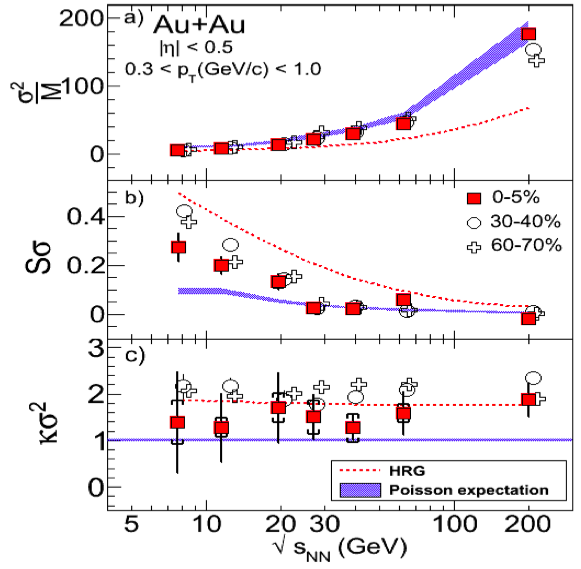 a) Au+Au
|η| < 0.5
0.3 < p_T(GeV/c) < 1.0
σ²/M
200
100
0
b)
0-5%
30-40%
60-70%
Sσ
0.4
0.2
0
c)
κσ²
3
2
1
0
HRG
Poisson expectation
4 5 10 20 30 100 200
√s_NN (GeV)